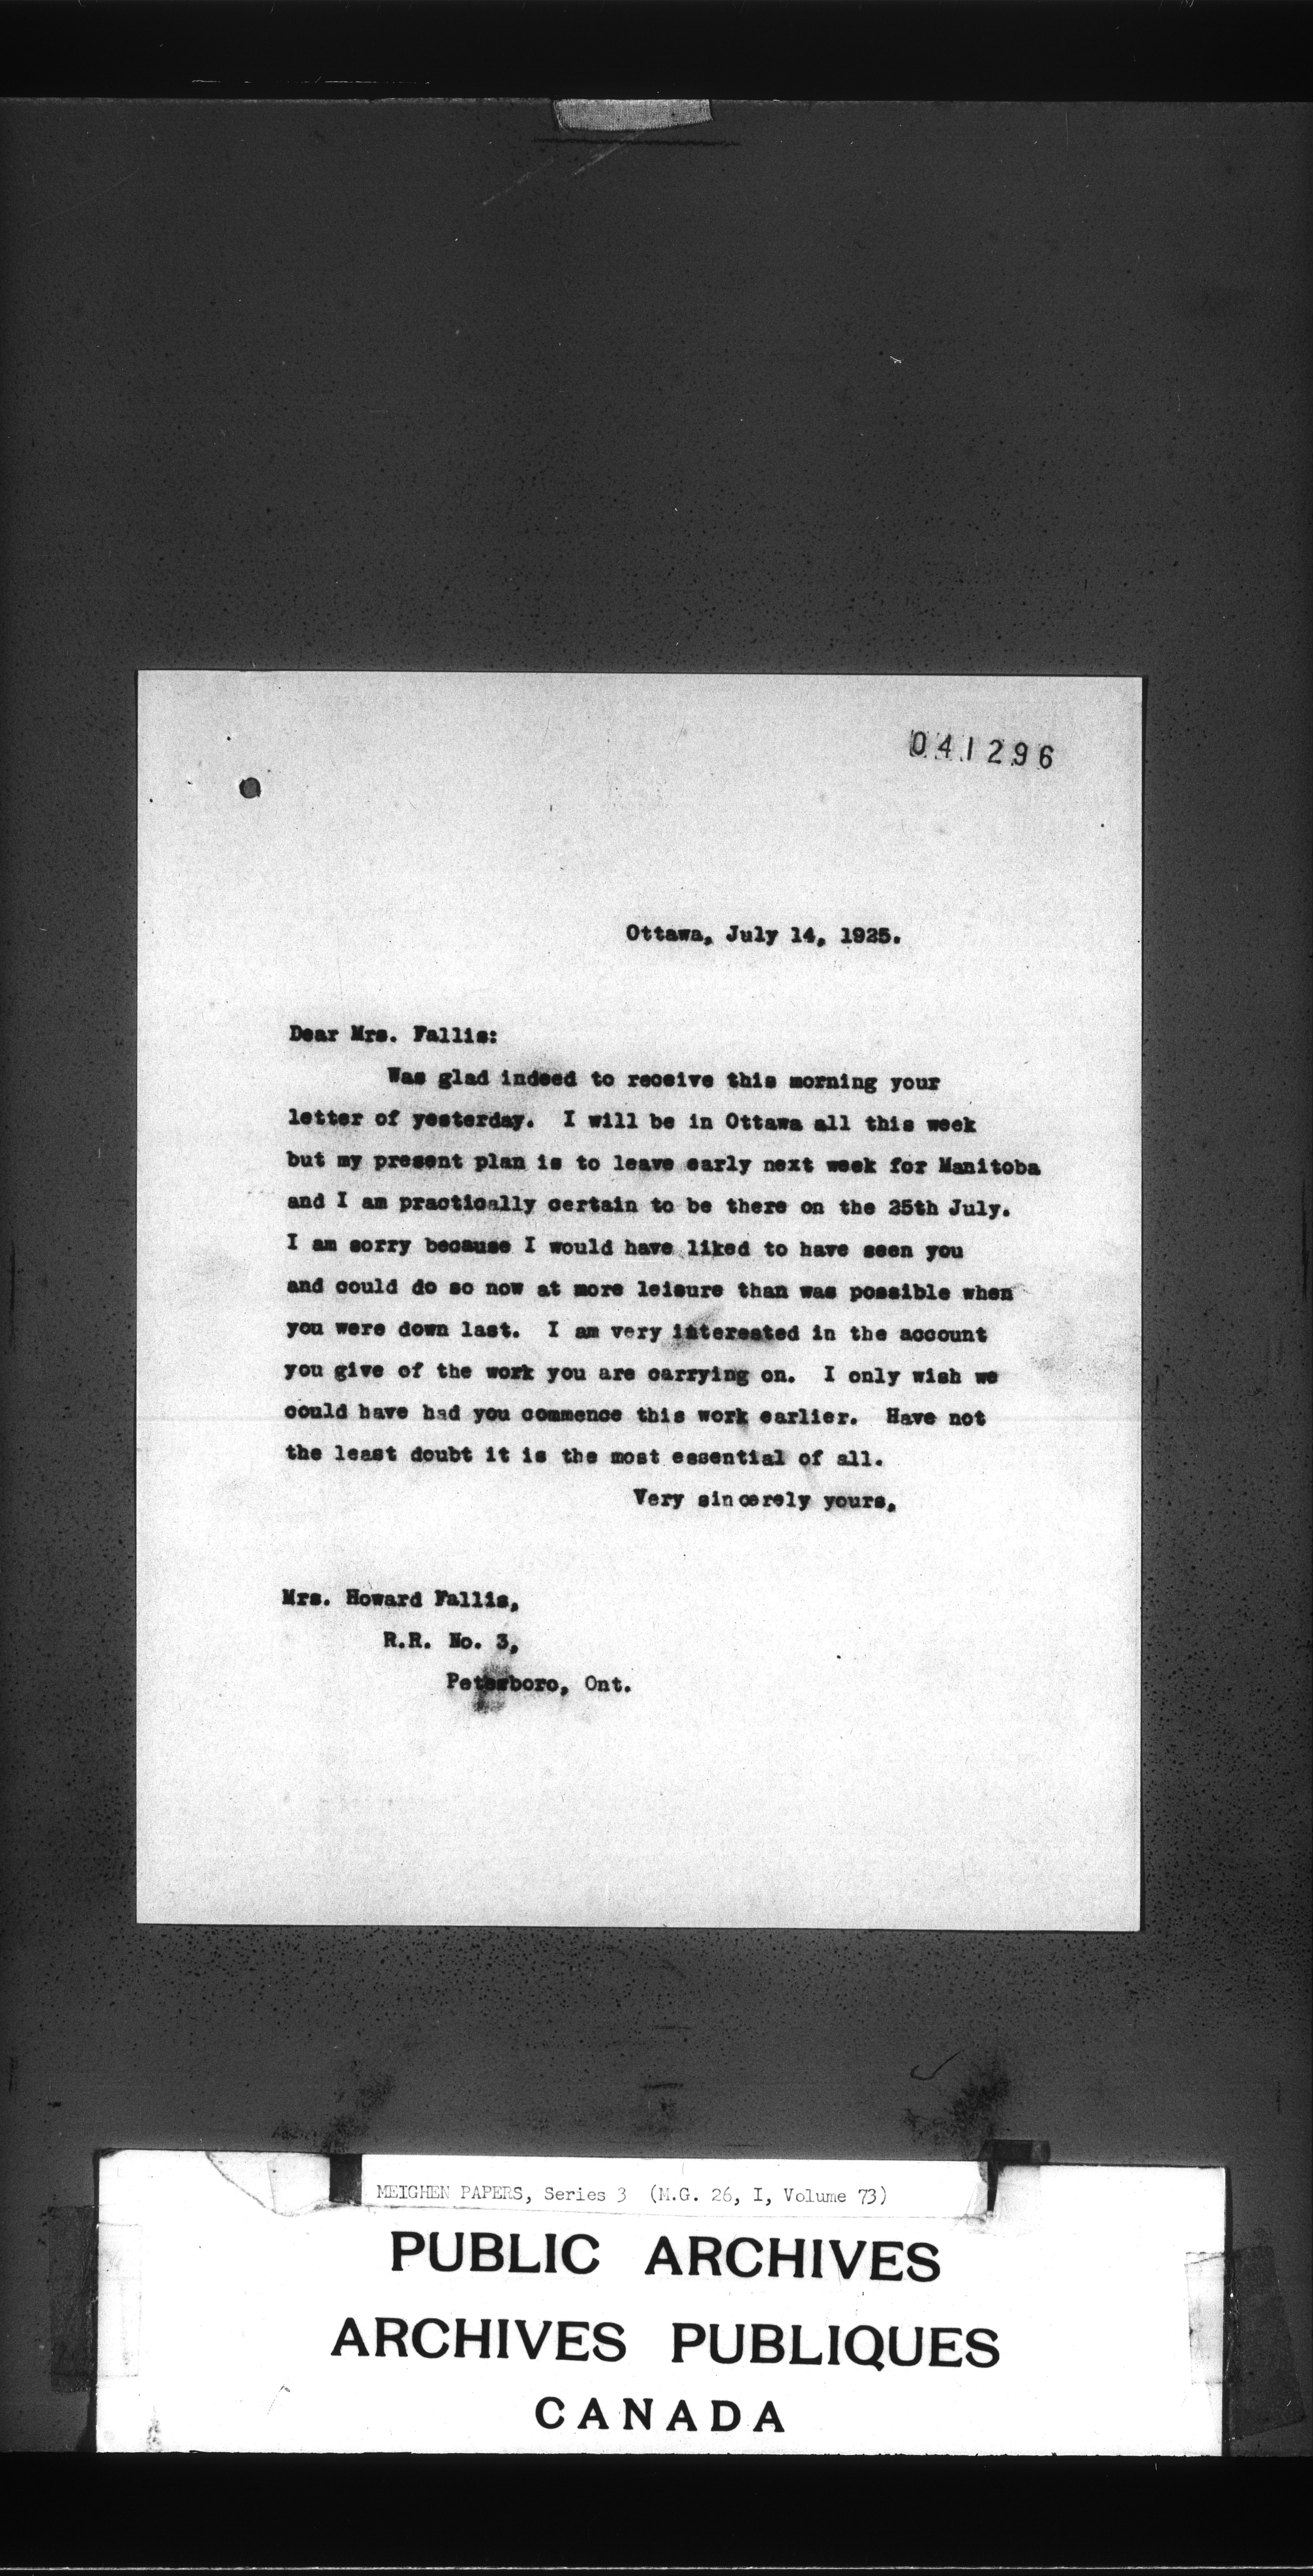 041296
Ottawa, July 14, 1925.
Dear Mrs. Fallis:
Was glad indeed to receive this morning your
letter of yesterday. I will be in Ottawa all this week
but my present plan is to leave early next week for Manitoba
and I am practically certain to be there on the 25th July.
I am sorry because I would have liked to have seen you
and could do so now at more leisure than was possible when
you were down last. I am very interested in the account
you give of the work you are carrying on. I only wish we
could have had you commence this work earlier. Have not
the least doubt it is the most essential of all.
Very sincerely yours,
Mrs. Howard Fallis,
R.R. No. 3,
Peterboro, Ont.
MEIGHEN PAPERS, Series 3 (M.G. 26, I, Volume 73)
PUBLIC ARCHIVES
ARCHIVES PUBLIQUES
CANADA